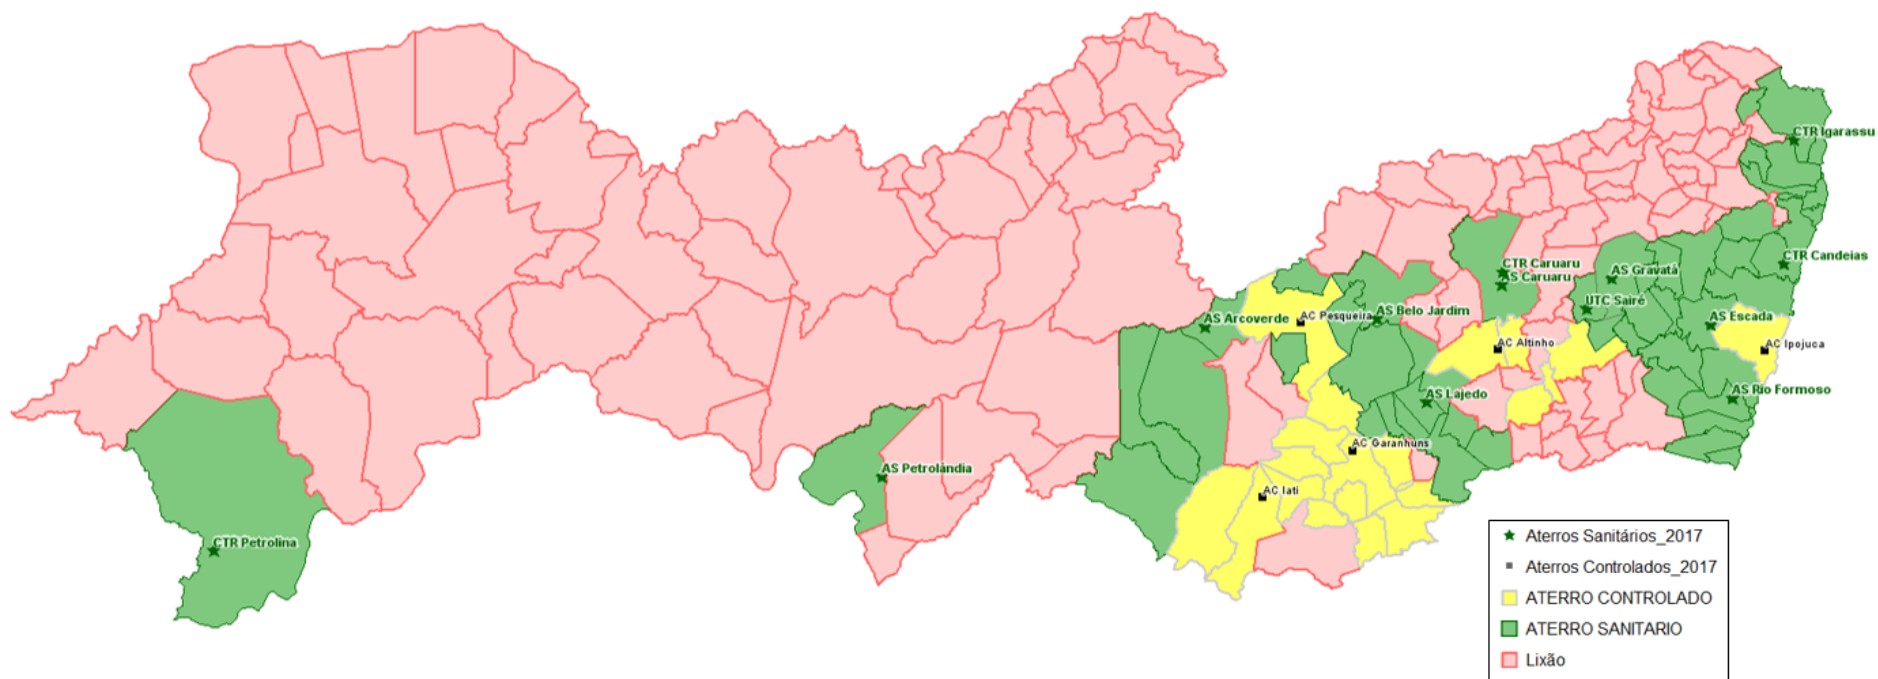 CTR Igarassu
CTR Candeias
CTR Caruaru
AS Caruaru
AS Gravatá
UTC Sairé
AS Arcoverde
AC Pesqueira
AS Belo Jardim
AS Escada
AC Altinho
AC Ipojuca
AS Lajedo
AS Rio Formoso
AC Garanhuns
AS Petrolândia
AC Iati
CTR Petrolina
Aterros Sanitários_2017
Aterros Controlados_2017
ATERRO CONTROLADO
ATERRO SANITARIO
Lixão